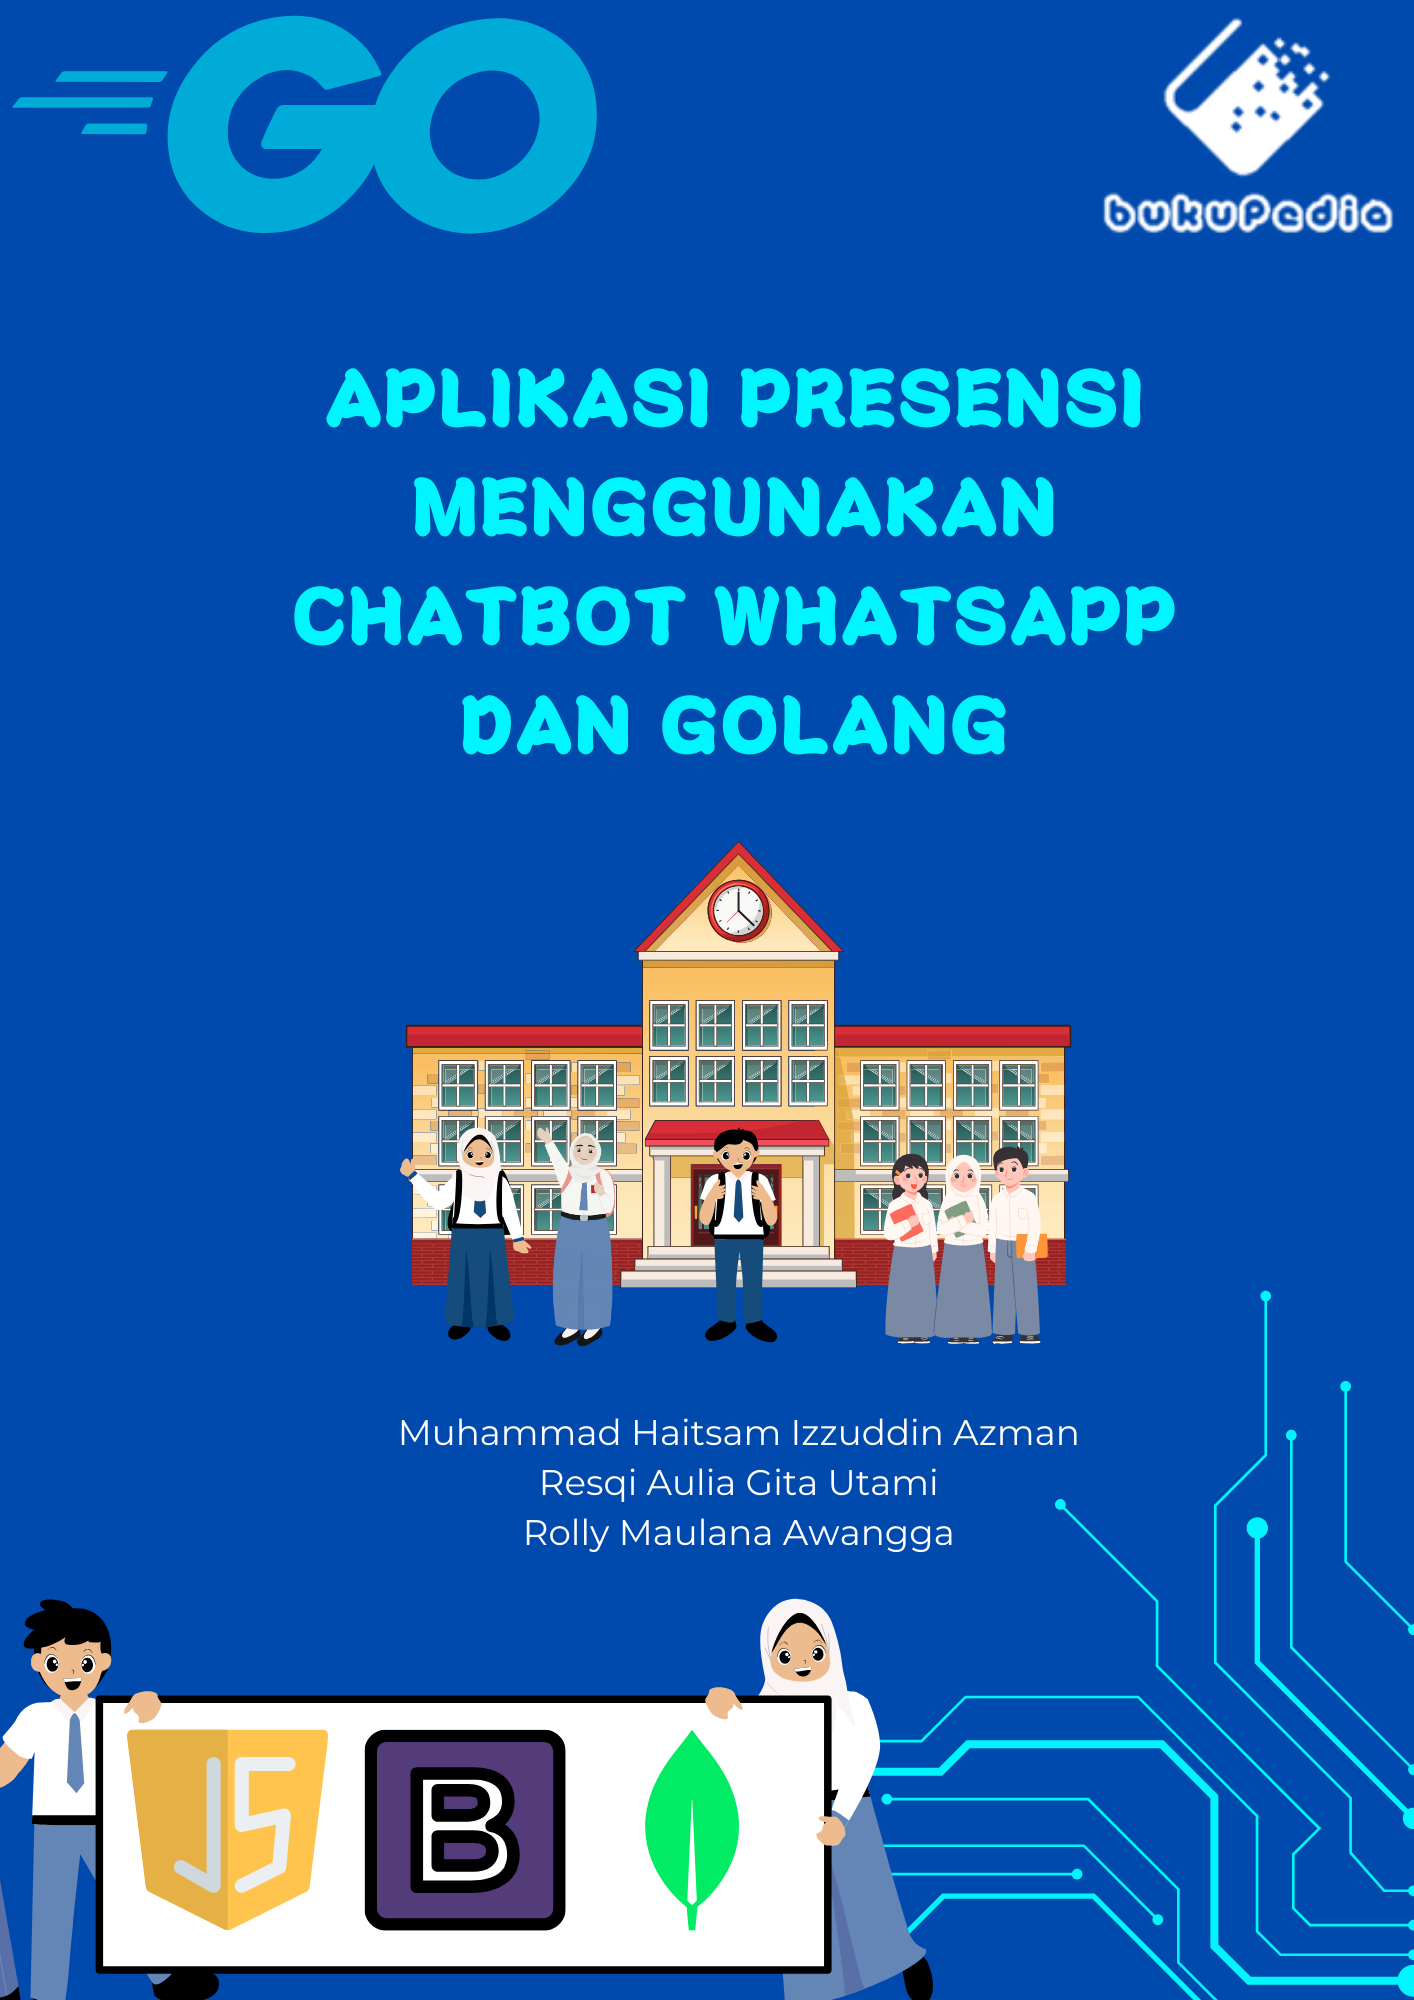 GO
bukupedia
APLIKASI PRESENSI
MENGGUNAKAN
CHATBOT WHATSAPP
DAN GOLANG
Muhammad Haitsam Izzuddin Azman
Resqi Aulia Gita Utami
Rolly Maulana Awangga
JS
B